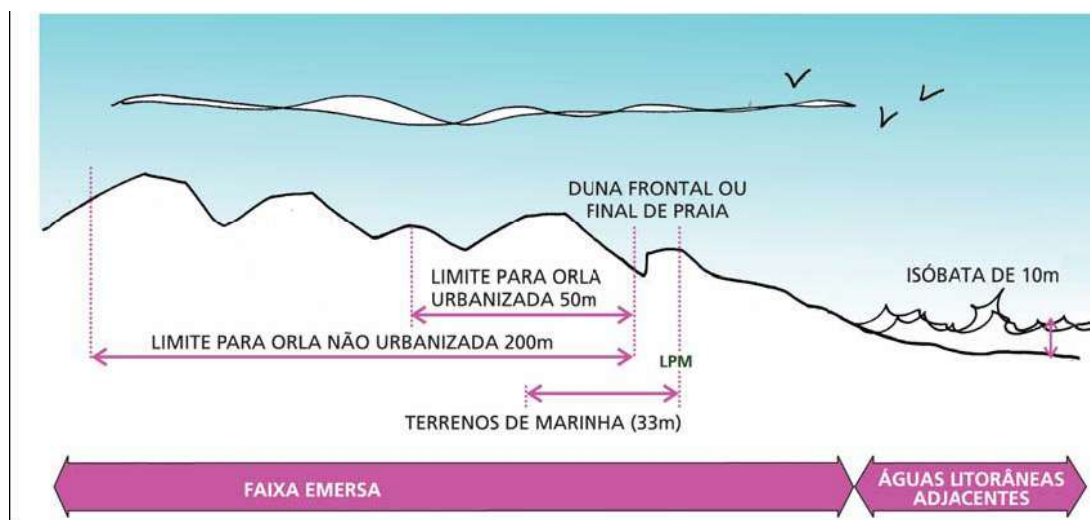 DUNA FRONTAL OU
FINAL DE PRAIA
ISÓBATA DE 10m
LIMITE PARA ORLA
URBANIZADA 50m
LIMITE PARA ORLA NÃO URBANIZADA 200m
LPM
TERRENOS DE MARINHA (33m)
FAIXA EMERSA
ÁGUAS LITORÂNEAS
ADJACENTES